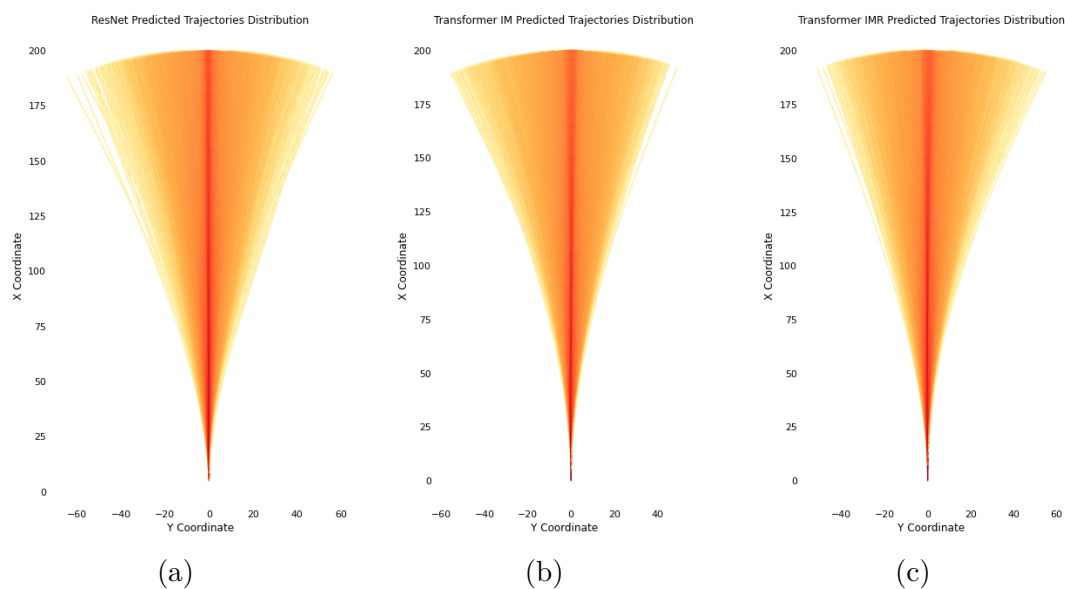 ResNet Predicted Trajectories Distribution
200
175
150
125
100
75
50
25
0
X Coordinate
−60 −40 −20 0 20 40 60
Y Coordinate
(a)
Transformer IM Predicted Trajectories Distribution
200
175
150
125
100
75
50
25
0
X Coordinate
−60 −40 −20 0 20 40
Y Coordinate
(b)
Transformer IMR Predicted Trajectories Distribution
200
175
150
125
100
75
50
25
0
X Coordinate
−40 −20 0 20 40 60
Y Coordinate
(c)